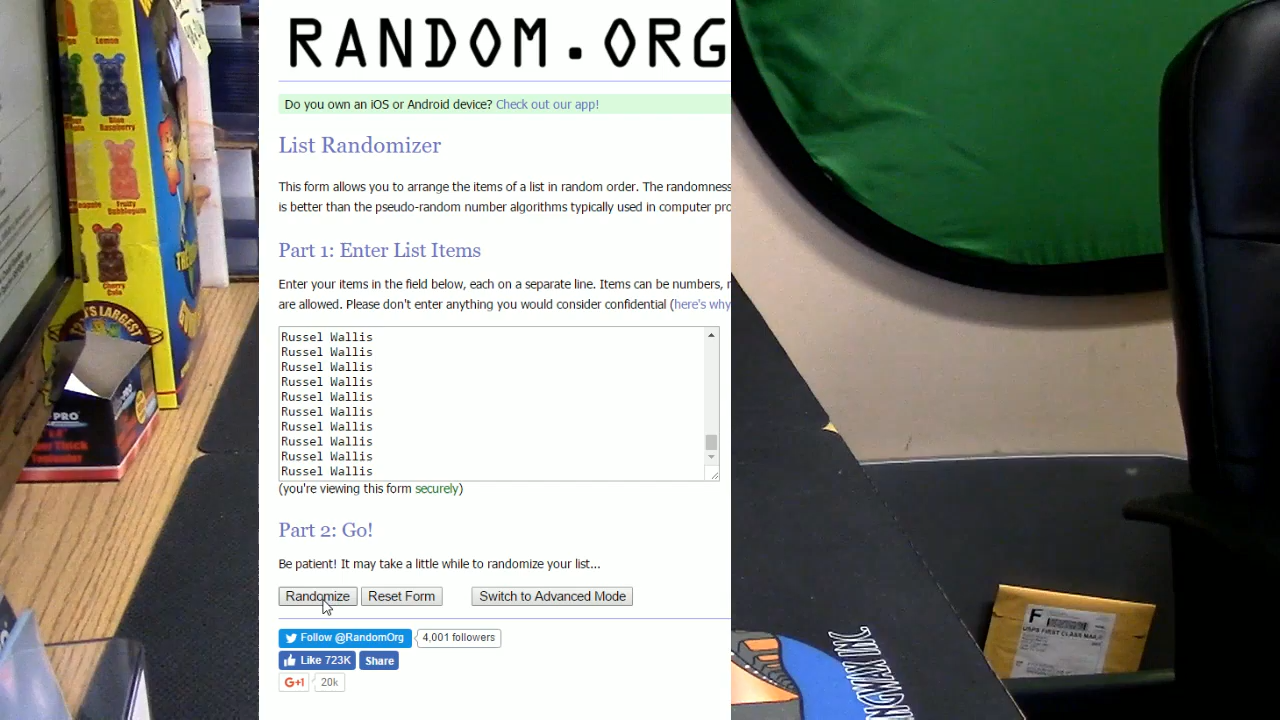 RANDOM.ORG
Do you own an iOS or Android device? Check out our app!
List Randomizer
This form allows you to arrange the items of a list in random order. The randomness
is better than the pseudo-random number algorithms typically used in computer pro
Part 1: Enter List Items
Enter your items in the field below, each on a separate line. Items can be numbers, n
are allowed. Please don't enter anything you would consider confidential (here's why
Russel Wallis
Russel Wallis
Russel Wallis
Russel Wallis
Russel Wallis
Russel Wallis
Russel Wallis
Russel Wallis
Russel Wallis
Russel Wallis
(you're viewing this form securely)
Part 2: Go!
Be patient! It may take a little while to randomize your list...
Randomize Reset Form Switch to Advanced Mode
Follow @RandomOrg 4,001 followers
Like 723K Share
G+1 20k
Lemon
Blue
Raspberry
Fruity
Bubblegum
Cherry
Cola
'S LARGEST
PRO
F
USPS FIRST CLASS MAIL
NGWAX INC.